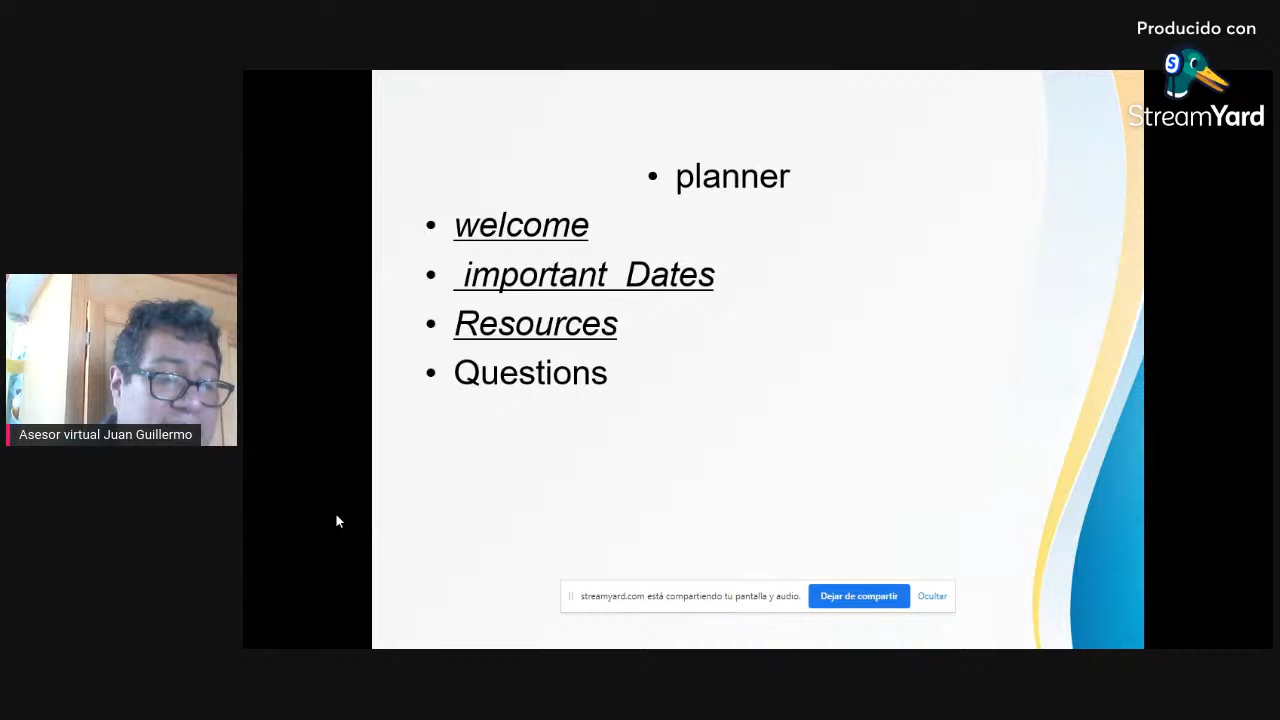 Producido con
StreamYard
• planner
• welcome
• important Dates
• Resources
• Questions
Asesor virtual Juan Guillermo
streamyard.com está compartiendo tu pantalla y audio.
Dejar de compartir
Ocultar